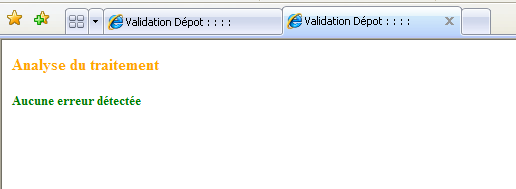 Validation Dépot : : : :
Validation Dépot : : : :
Analyse du traitement
Aucune erreur détectée